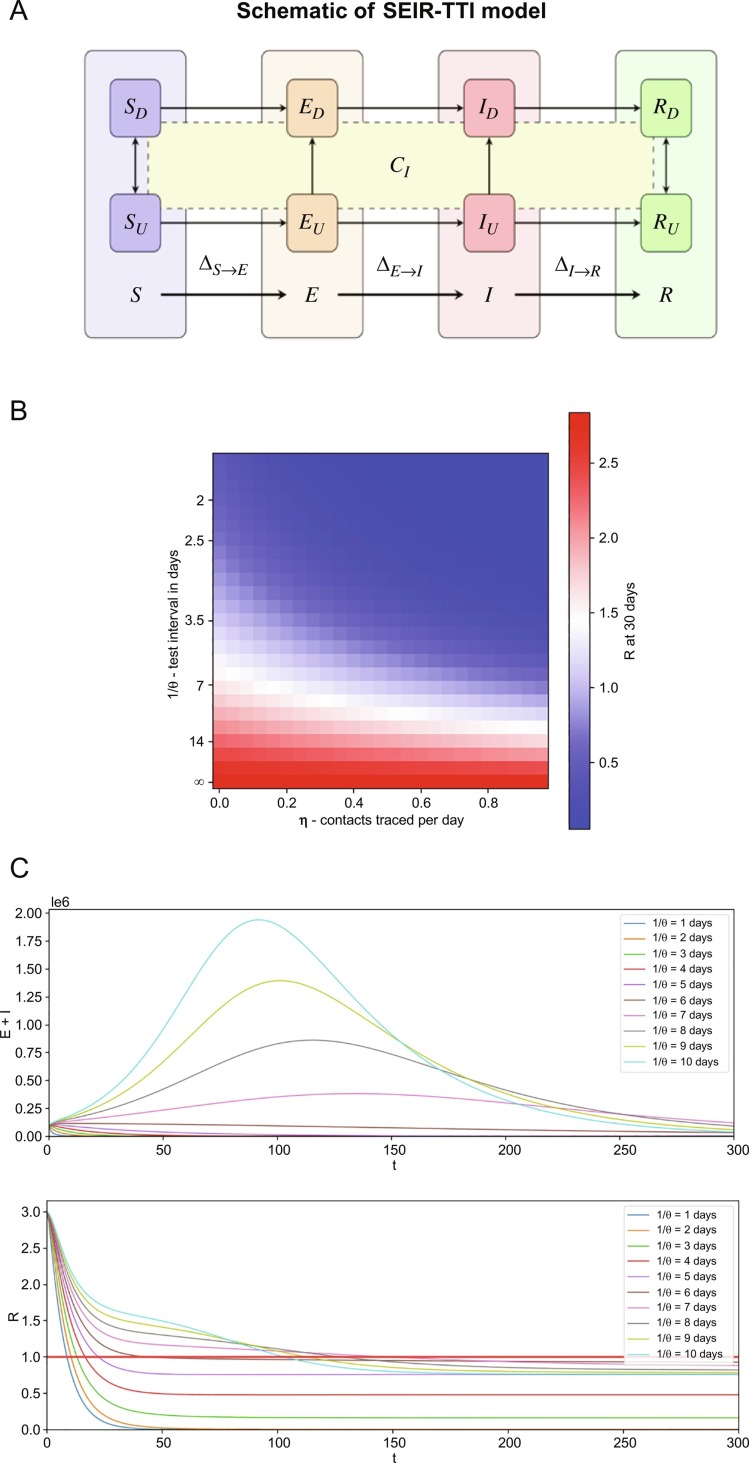 A
Schematic of SEIR-TTI model
S_D
E_D
I_D
R_D
C_I
S_U
E_U
I_U
R_U
Δ_{S→E}
Δ_{E→I}
Δ_{I→R}
S
E
I
R
B
1/θ - test interval in days
2
2.5
3.5
7
14
∞
0.0 0.2 0.4 0.6 0.8
η - contacts traced per day
2.5
2.0
1.5
1.0
0.5
R at 30 days
C
le6
2.00
1.75
1.50
1.25
1.00
0.75
0.50
0.25
0.00
E + I
0 50 100 150 200 250 300
t
1/θ = 1 days
1/θ = 2 days
1/θ = 3 days
1/θ = 4 days
1/θ = 5 days
1/θ = 6 days
1/θ = 7 days
1/θ = 8 days
1/θ = 9 days
1/θ = 10 days
3.0
2.5
2.0
1.5
1.0
0.5
0.0
R
0 50 100 150 200 250 300
t
1/θ = 1 days
1/θ = 2 days
1/θ = 3 days
1/θ = 4 days
1/θ = 5 days
1/θ = 6 days
1/θ = 7 days
1/θ = 8 days
1/θ = 9 days
1/θ = 10 days